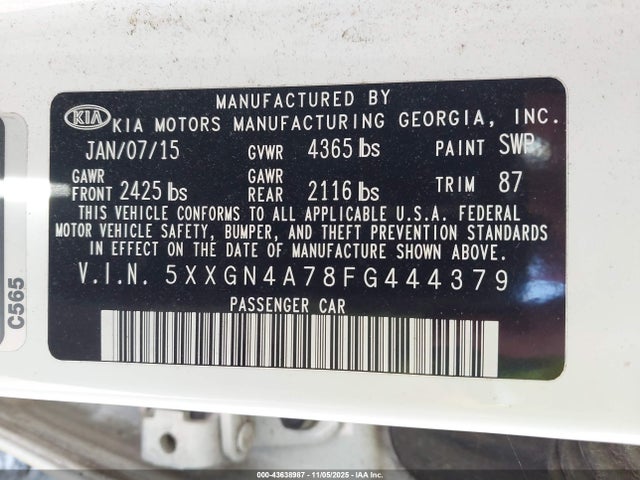 MANUFACTURED BY
KIA
KIA MOTORS MANUFACTURING GEORGIA, INC.
JAN/07/15 GVWR 4365 lbs PAINT SWP
GAWR FRONT 2425 lbs GAWR REAR 2116 lbs TRIM 87
THIS VEHICLE CONFORMS TO ALL APPLICABLE U.S.A. FEDERAL
MOTOR VEHICLE SAFETY, BUMPER, AND THEFT PREVENTION STANDARDS
IN EFFECT ON THE DATE OF MANUFACTURE SHOWN ABOVE.
V.I.N. 5XXGN4A78FG444379
PASSENGER CAR
C565
000-43638987 - 11/05/2025 - IAAI.COM